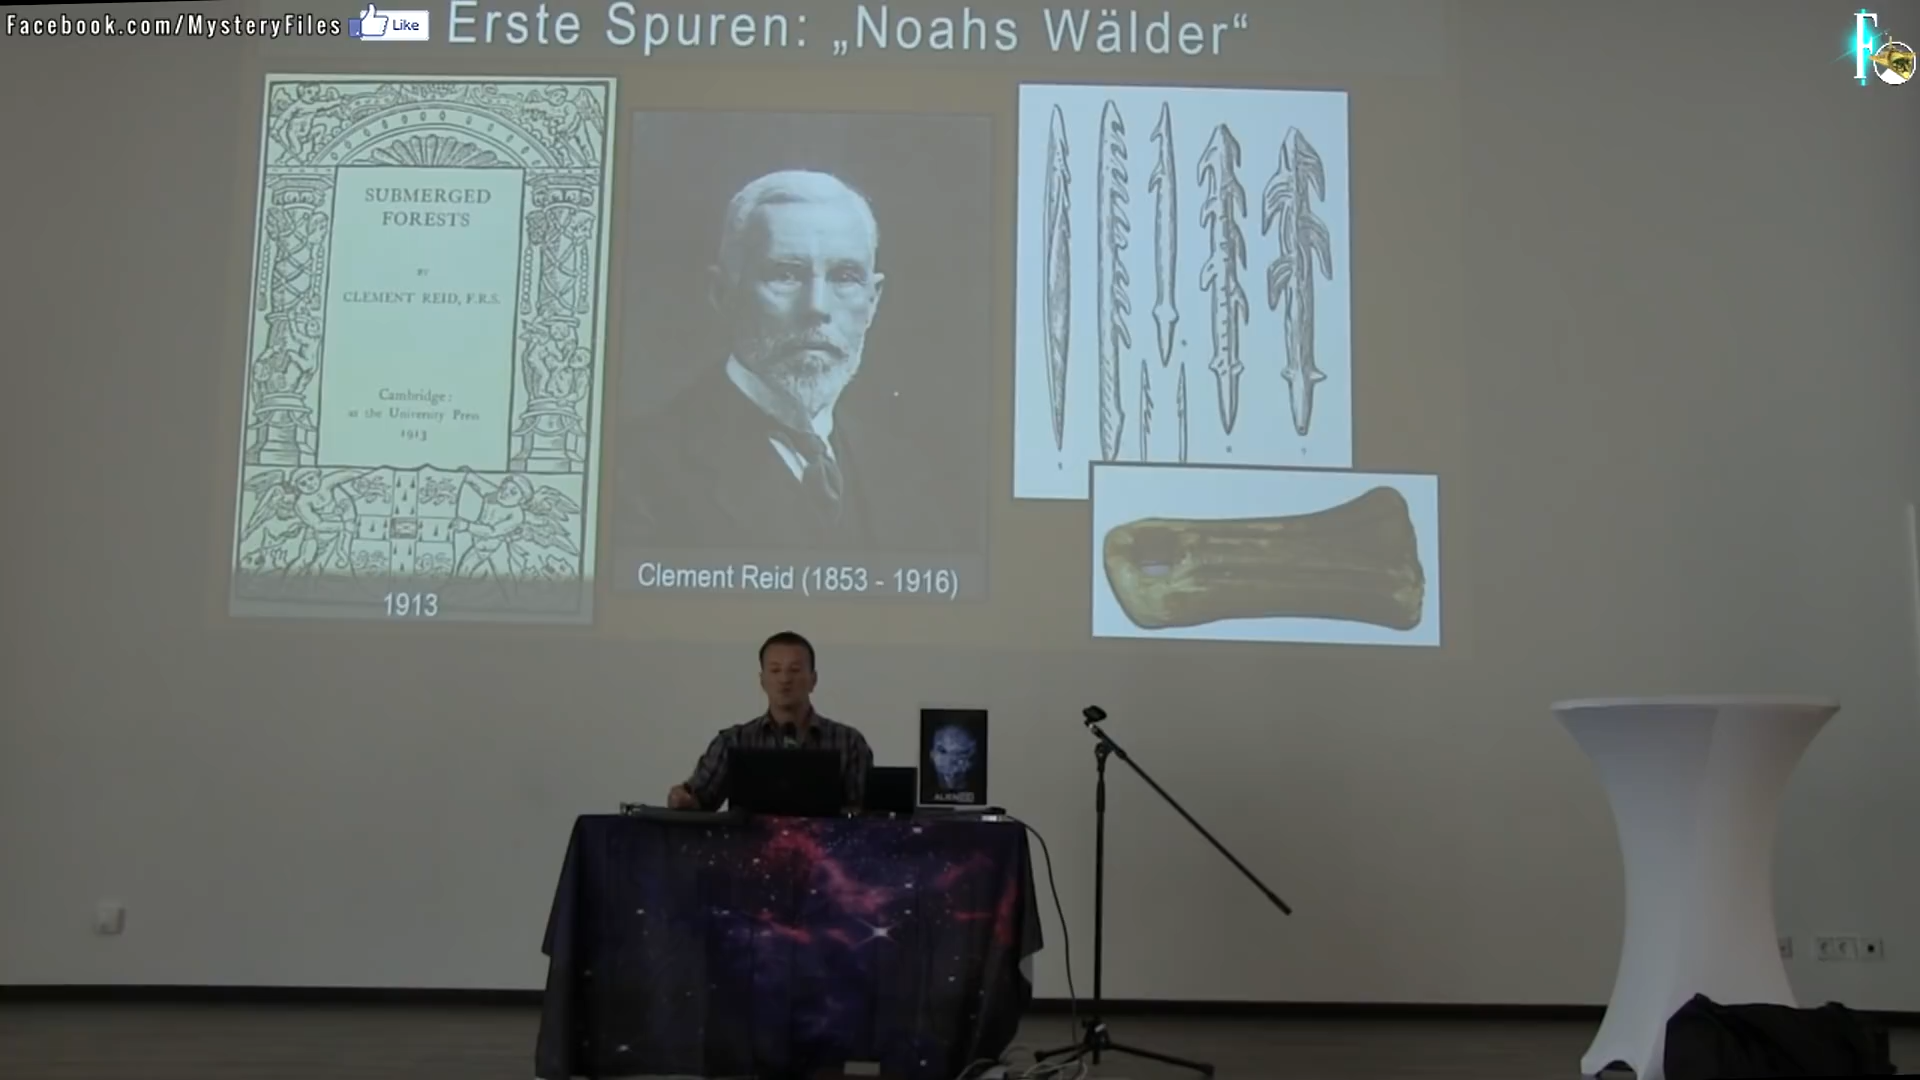 Facebook.com/MysteryFiles
Like
Erste Spuren: „Noahs Wälder“
SUBMERGED
FORESTS
BY
CLEMENT REID, F.R.S.
Cambridge:
at the University Press
1913
1913
Clement Reid (1853 - 1916)
F